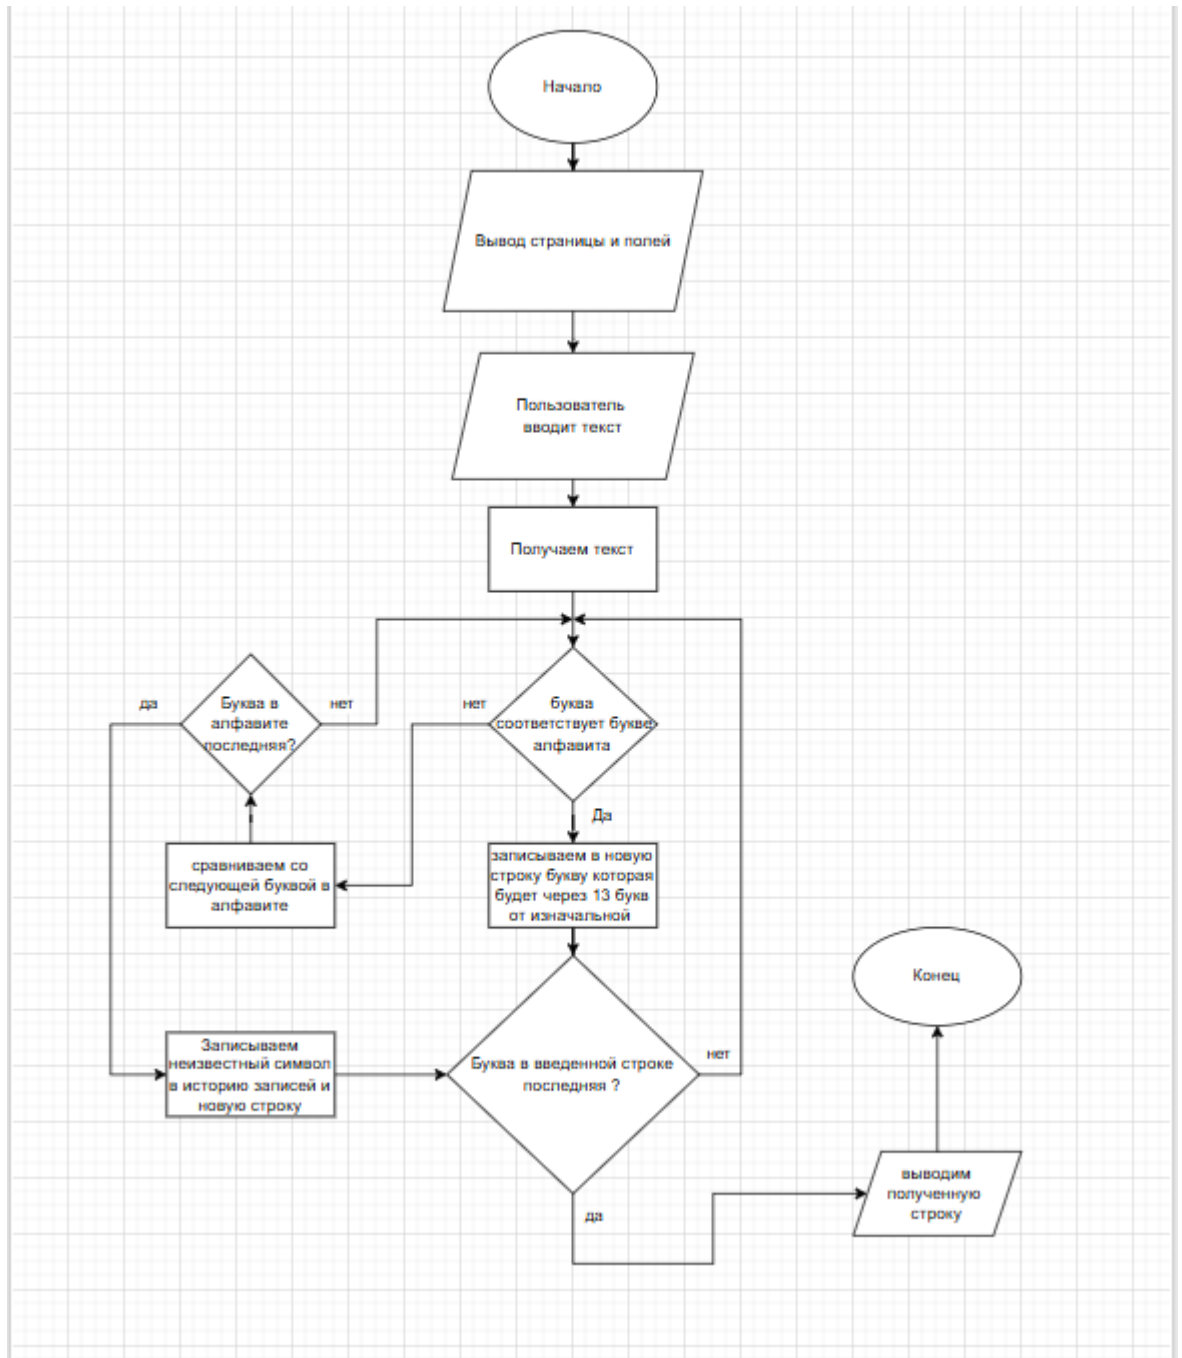 Начало
Вывод страницы и полей
Пользователь
вводит текст
Получаем текст
да
Буква в
алфавите
последняя?
нет
нет
буква
соответствует букве
алфавита
Да
сравниваем со
следующей буквой в
алфавите
записываем в новую
строку букву которая
будет через 13 букв
от изначальной
Записываем
неизвестный символ
в историю записей и
новую строку
Буква в введенной строке
последняя ?
нет
да
Конец
выводим
полученную
строку